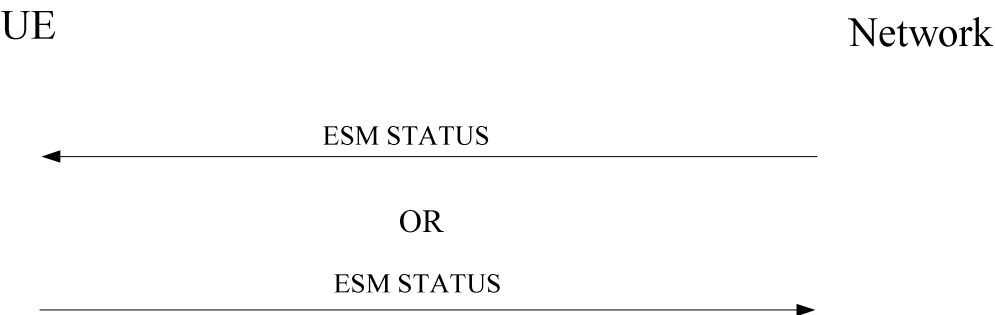 UE
Network
ESM STATUS
OR
ESM STATUS